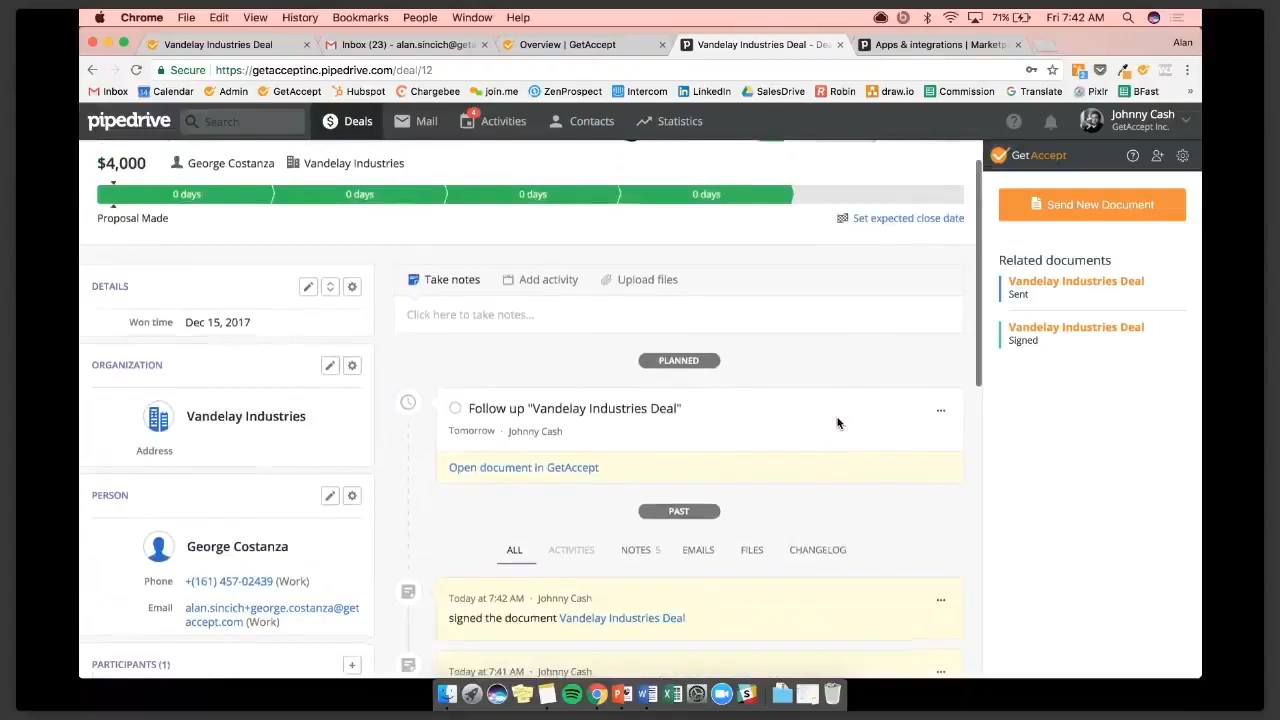 Chrome File Edit View History Bookmarks People Window Help 71% Fri 7:42 AM
Vandelay Industries Deal × Inbox (23) - alan.sincich@geta × Overview | GetAccept × Vandelay Industries Deal - Dea × Apps & integrations | Marketp × Alan
Secure https://getacceptinc.pipedrive.com/deal/12
Inbox Calendar Admin GetAccept Hubspot Chargebee join.me ZenProspect Intercom LinkedIn SalesDrive Robin draw.io Commission Translate Pixlr BFast »
pipedrive Search Deals Mail 4 Activities Contacts Statistics Johnny Cash
GetAccept Inc.
$4,000 George Costanza Vandelay Industries
GetAccept
0 days 0 days 0 days 0 days
Send New Document
Proposal Made Set expected close date
Related documents
Vandelay Industries Deal
Sent
Vandelay Industries Deal
Signed
DETAILS
Won time Dec 15, 2017
ORGANIZATION
Vandelay Industries
Address
PERSON
George Costanza
Phone +(161) 457-02439 (Work)
Email alan.sincich+george.costanza@get
accept.com (Work)
PARTICIPANTS (1)
Take notes Add activity Upload files
Click here to take notes...
PLANNED
Follow up "Vandelay Industries Deal"
Tomorrow · Johnny Cash
Open document in GetAccept
PAST
ALL ACTIVITIES NOTES 5 EMAILS FILES CHANGELOG
Today at 7:42 AM · Johnny Cash
signed the document Vandelay Industries Deal
Today at 7:41 AM · Johnny Cash